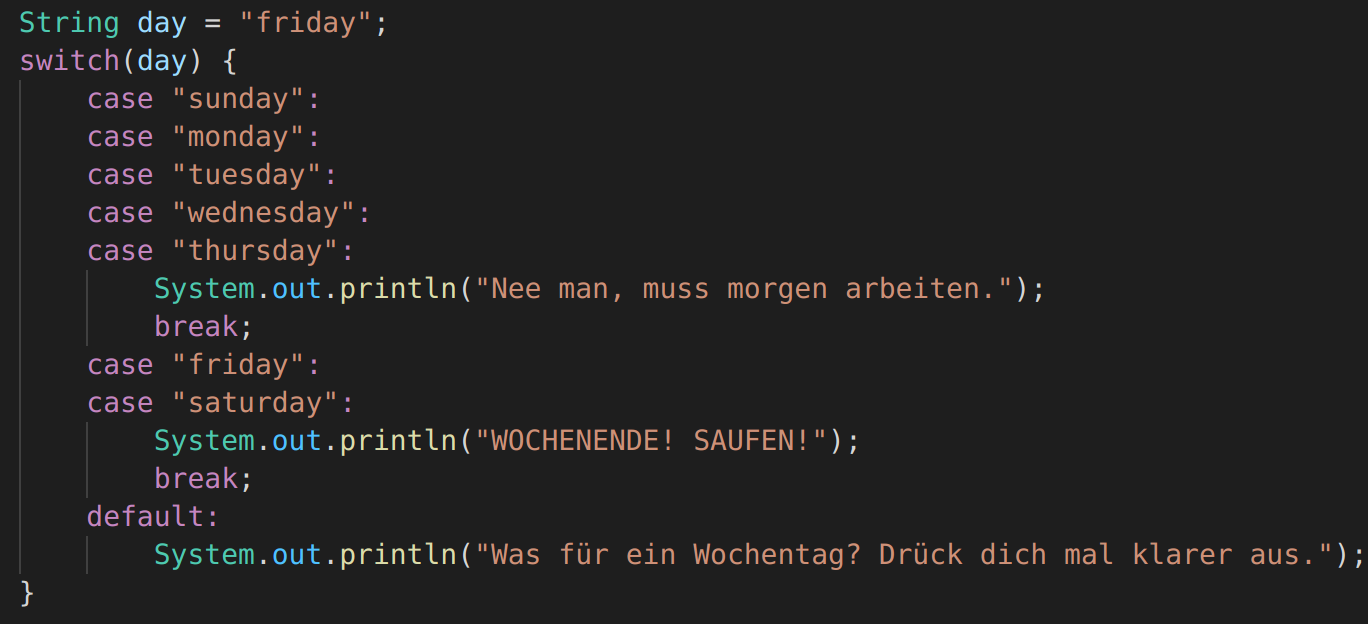 String day = "friday";
switch(day) {
    case "sunday":
    case "monday":
    case "tuesday":
    case "wednesday":
    case "thursday":
        System.out.println("Nee man, muss morgen arbeiten.");
        break;
    case "friday":
    case "saturday":
        System.out.println("WOCHENENDE! SAUFEN!");
        break;
    default:
        System.out.println("Was für ein Wochentag? Drück dich mal klarer aus.");
}